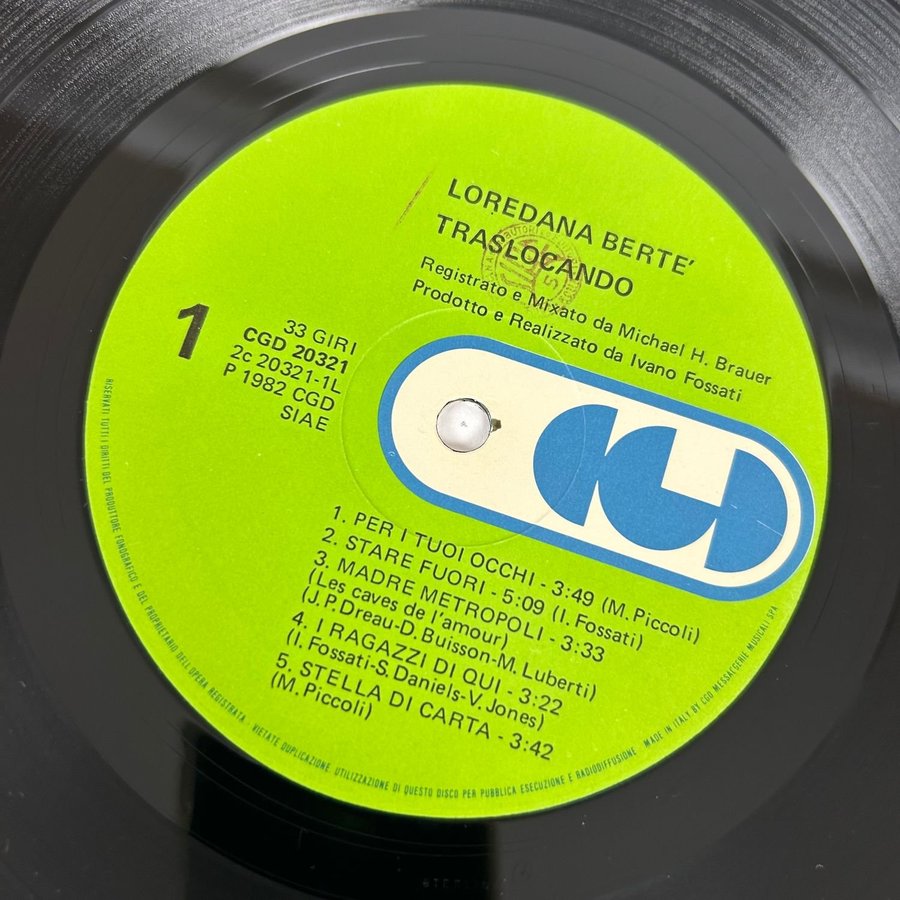 LOREDANA BERTE'
TRASLOCANDO
Registrato e Mixato da Michael H. Brauer
Prodotto e Realizzato da Ivano Fossati
1
33 GIRI
CGD 20321
2c 20321-1L
P 1982 CGD
SIAE
1. PER I TUOI OCCHI - 3:49 (M. Piccoli)
2. STARE FUORI - 5:09 (I. Fossati)
3. MADRE METROPOLI - 3:33
(Les caves de l'amour)
(J.P.Dreau-D. Buisson-M. Luberti)
4. I RAGAZZI DI QUI - 3:22
(I. Fossati-S. Daniels-V. Jones)
5. STELLA DI CARTA - 3:42
(M. Piccoli)
RISERVATI TUTTI I DIRITTI DEL PRODUTTORE FONOGRAFICO E DEL PROPRIETARIO DELL'OPERA REGISTRATA. VIETATE DUPLICAZIONE, UTILIZZAZIONE DI QUESTO DISCO PER PUBBLICA ESECUZIONE E RADIODIFFUSIONE. MADE IN ITALY BY CGD MESSAGGERIE MUSICALI SPA